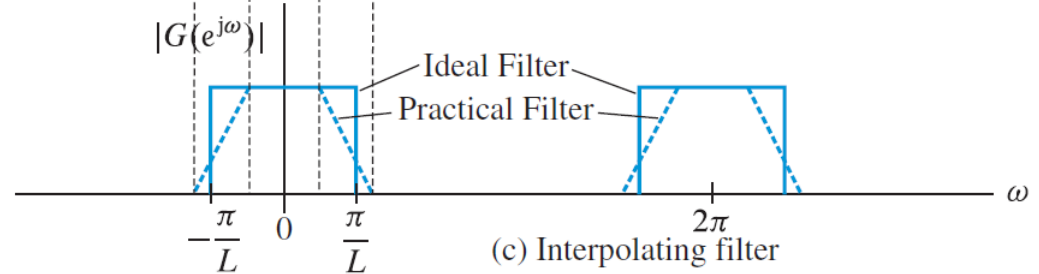 |G(e^jω)|
Ideal Filter
Practical Filter
ω
-π/L
0
π/L
2π
(c) Interpolating filter